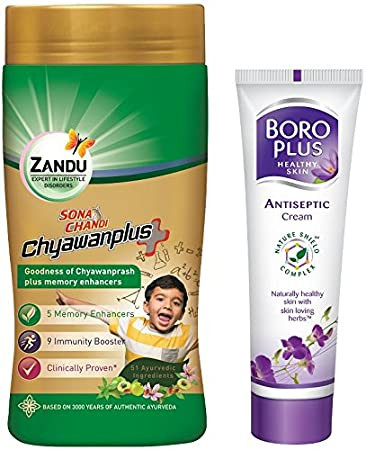 ZANDU
EXPERT IN LIFESTYLE
DISORDERS
SONA
CHANDI
Chyawanplus+
Goodness of Chyawanprash
plus memory enhancers
5 Memory Enhancers
9 Immunity Booster
Clinically Proven*
51 Ayurvedic
Ingredients
BASED ON 3000 YEARS OF AUTHENTIC AYURVEDA
BORO
PLUS
HEALTHY
SKIN
ANTISEPTIC
Cream
NATURE SHIELD
COMPLEX
Naturally healthy
skin with
skin loving
herbs™